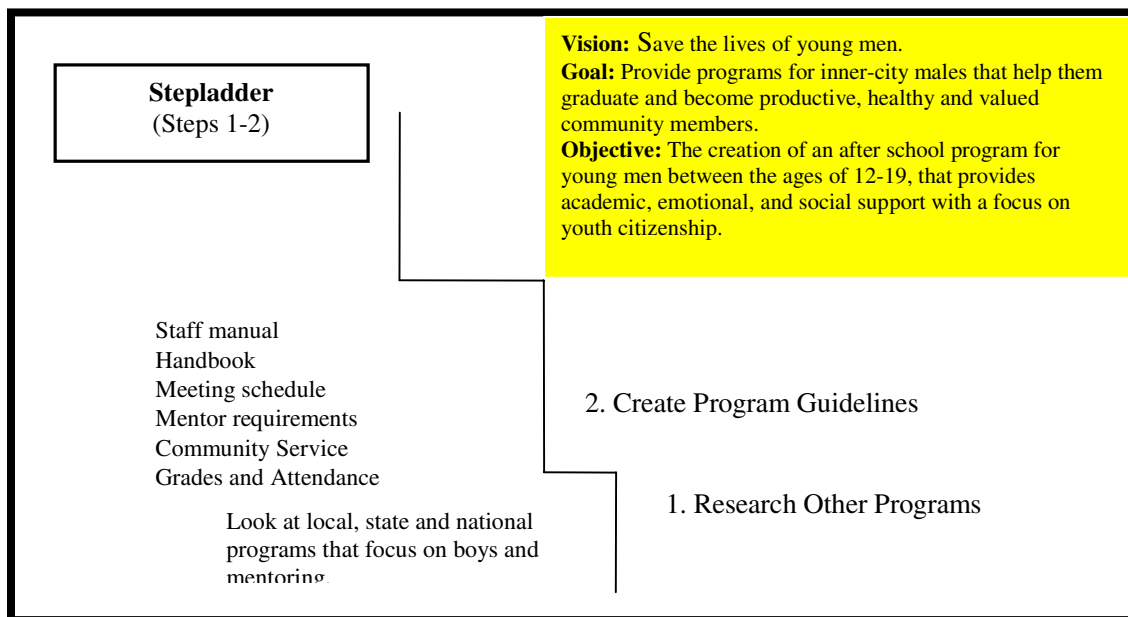 Stepladder
(Steps 1-2)
Vision: Save the lives of young men.
Goal: Provide programs for inner-city males that help them
graduate and become productive, healthy and valued
community members.
Objective: The creation of an after school program for
young men between the ages of 12-19, that provides
academic, emotional, and social support with a focus on
youth citizenship.
Staff manual
Handbook
Meeting schedule
Mentor requirements
Community Service
Grades and Attendance
2. Create Program Guidelines
1. Research Other Programs
Look at local, state and national
programs that focus on boys and
mentoring.